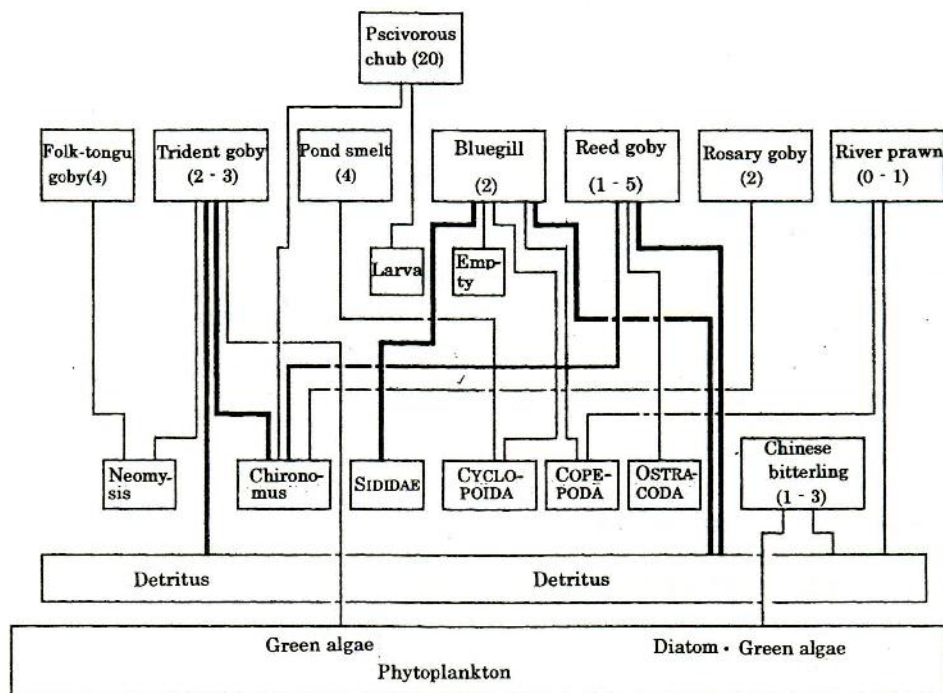 Pscivorous
chub (20)
Folk-tongu
goby(4)
Trident goby
(2 - 3)
Pond smelt
(4)
Bluegill
(2)
Reed goby
(1 - 5)
Rosary goby
(2)
River prawn
(0 - 1)
Larva
Emp-
ty
Neomy-
sis
Chirono-
mus
SIDIDAE
CYCLO-
POIDA
COPE-
PODA
OSTRA-
CODA
Chinese
bitterling
(1 - 3)
Detritus
Detritus
Green algae
Diatom · Green algae
Phytoplankton